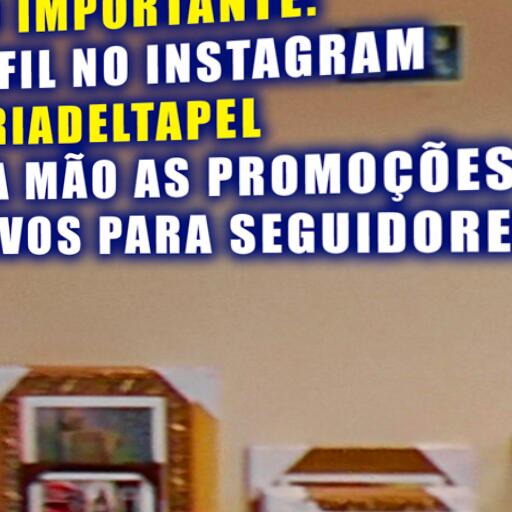 IMPORTANTE:
FIL NO INSTAGRAM
RIADELTAPEL
A MÃO AS PROMOÇÕES
VOS PARA SEGUIDORE